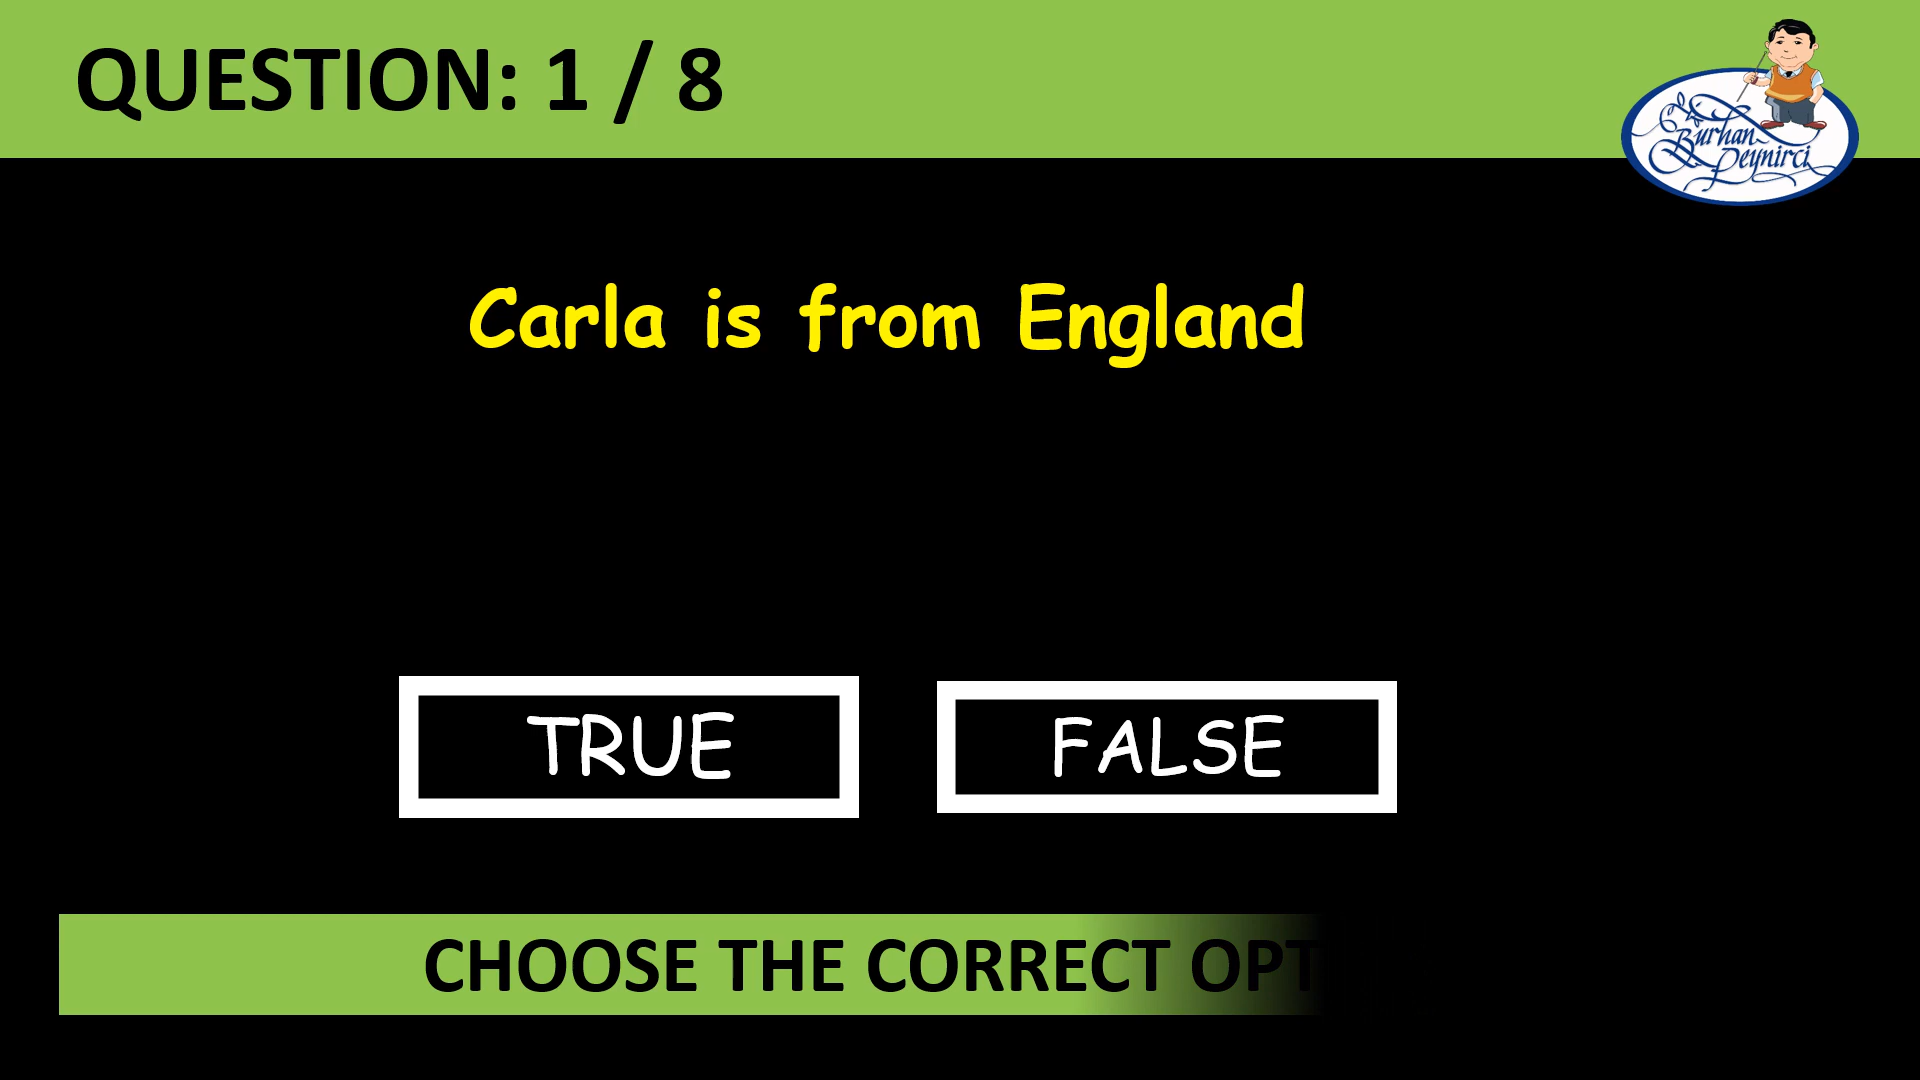 QUESTION: 1 / 8
Burhan
Peynirci
Carla is from England
TRUE
FALSE
CHOOSE THE CORRECT OPT